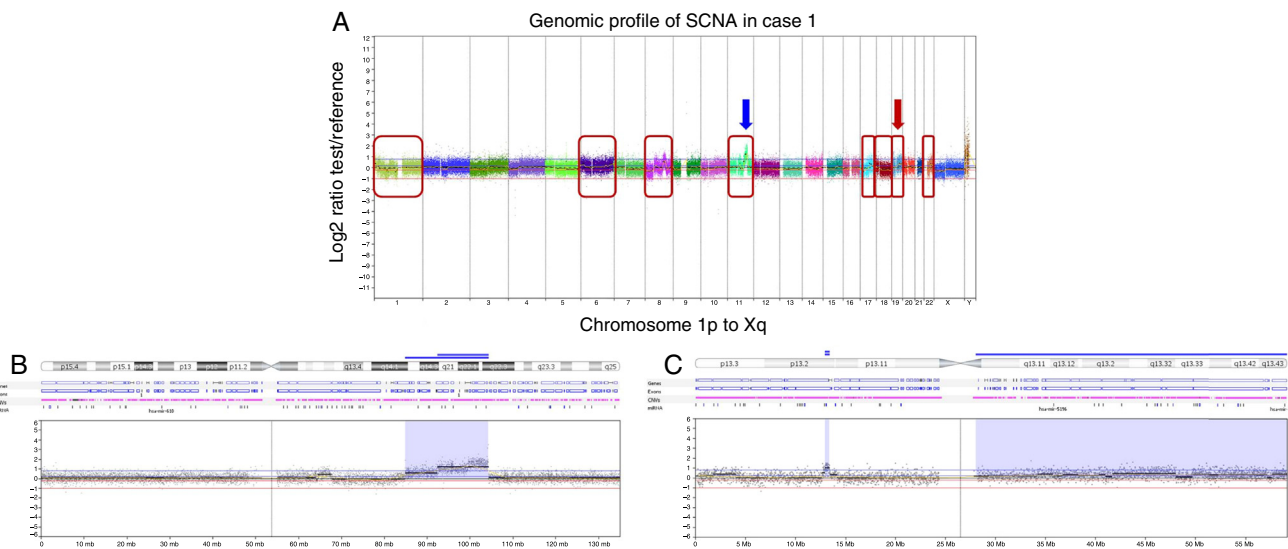 A
Genomic profile of SCNA in case 1
Log2 ratio test/reference
12
11
10
9
8
7
6
5
4
3
2
1
0
−1
−2
−3
−4
−5
−6
−7
−8
−9
−10
−11
1 2 3 4 5 6 7 8 9 10 11 12 13 14 15 16 17 18 19 20 21 22 X Y
Chromosome 1p to Xq
B
p15.4 p15.1 p13 p11.2 q13.4 q21 q23.3 q25
hsa-mir-610
6
5
4
3
2
1
0
−1
−2
−3
−4
−5
−6
0 10 mb 20 mb 30 mb 40 mb 50 mb 60 mb 70 mb 80 mb 90 mb 100 mb 110 mb 120 mb 130 mb
C
p13.3 p13.2 p13.11 q13.11 q13.12 q13.2 q13.32 q13.33 q13.42 q13.43
Genes
Exons
CNVs
miRNA
hsa-mir-5196
6
5
4
3
2
1
0
−1
−2
−3
−4
−5
−6
0 5 Mb 10 Mb 15 Mb 20 Mb 25 Mb 30 Mb 35 Mb 40 Mb 45 Mb 50 Mb 55 Mb